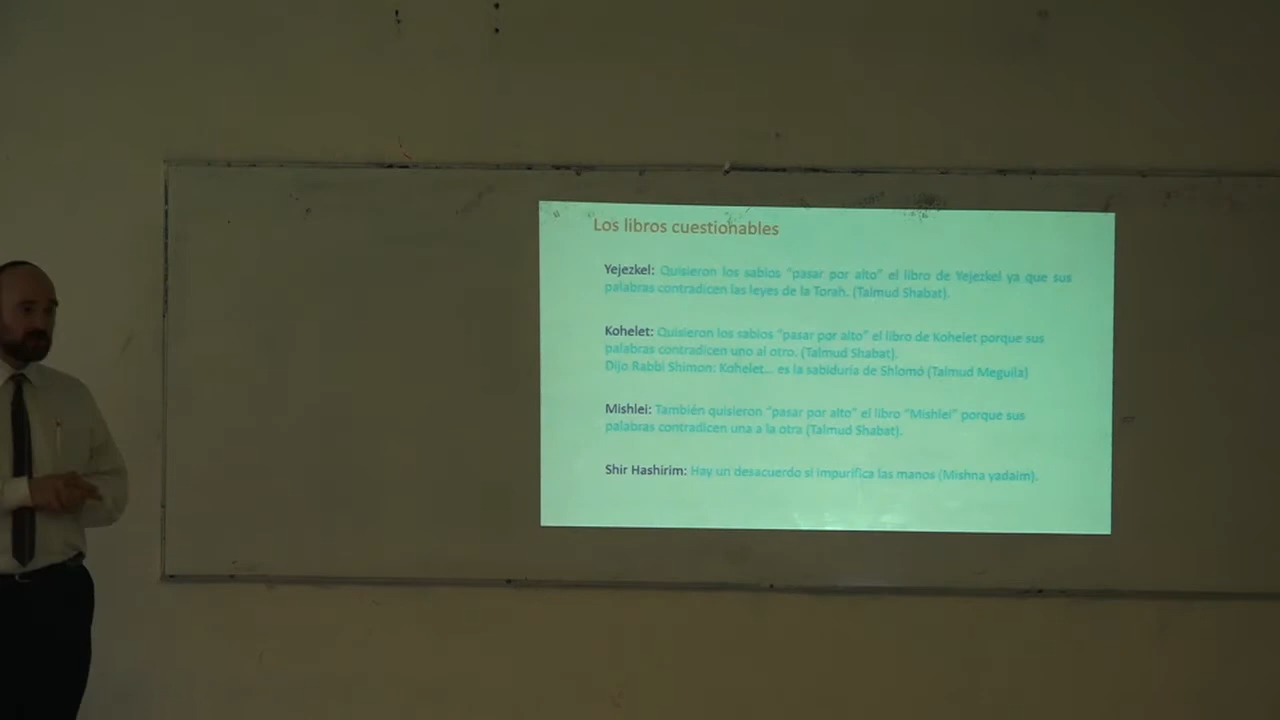 Los libros cuestionables
Yejezkel: Quisieron los sabios "pasar por alto" el libro de Yejezkel ya que sus
palabras contradicen las leyes de la Torah. (Talmud Shabat).
Kohelet: Quisieron los sabios "pasar por alto" el libro de Kohelet porque sus
palabras contradicen uno al otro. (Talmud Shabat).
Dijo Rabbi Shimon: Kohelet... es la sabiduría de Shlomó (Talmud Meguila)
Mishlei: También quisieron "pasar por alto" el libro "Mishlei" porque sus
palabras contradicen una a la otra (Talmud Shabat).
Shir Hashirim: Hay un desacuerdo si impurifica las manos (Mishna yadaim).